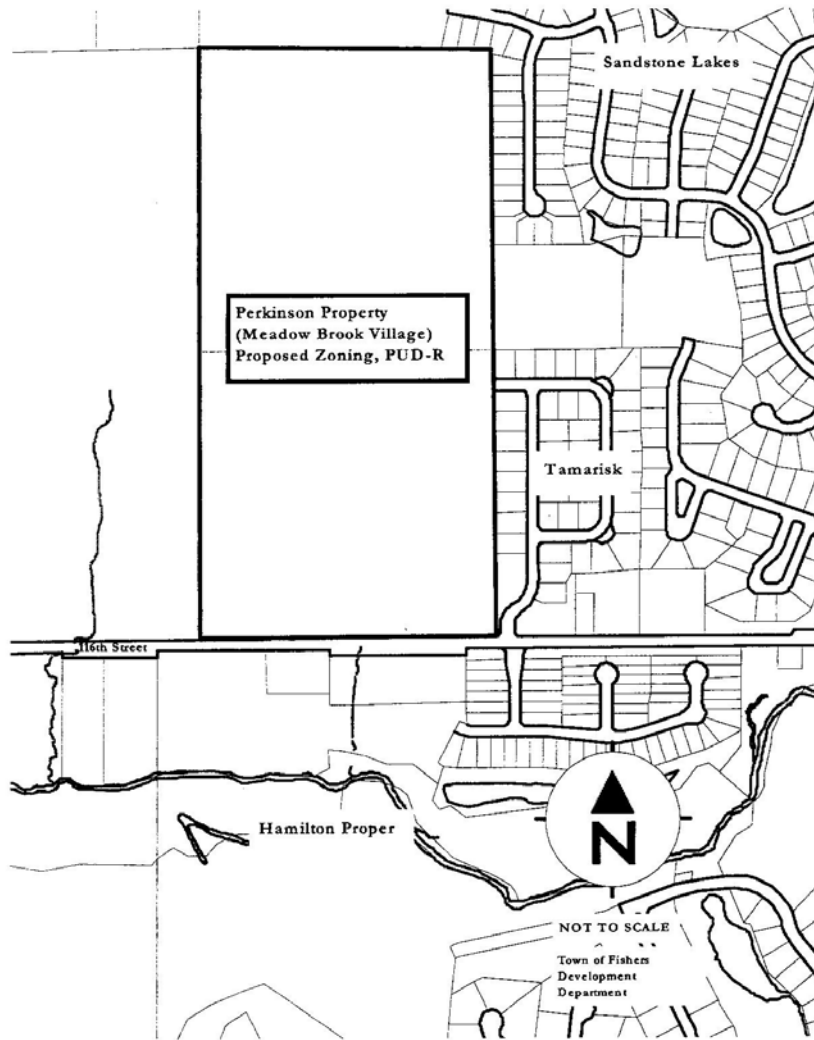 Sandstone Lakes
Perkinson Property
(Meadow Brook Village)
Proposed Zoning, PUD-R
Tamarisk
116th Street
Hamilton Proper
N
NOT TO SCALE
Town of Fishers
Development
Department